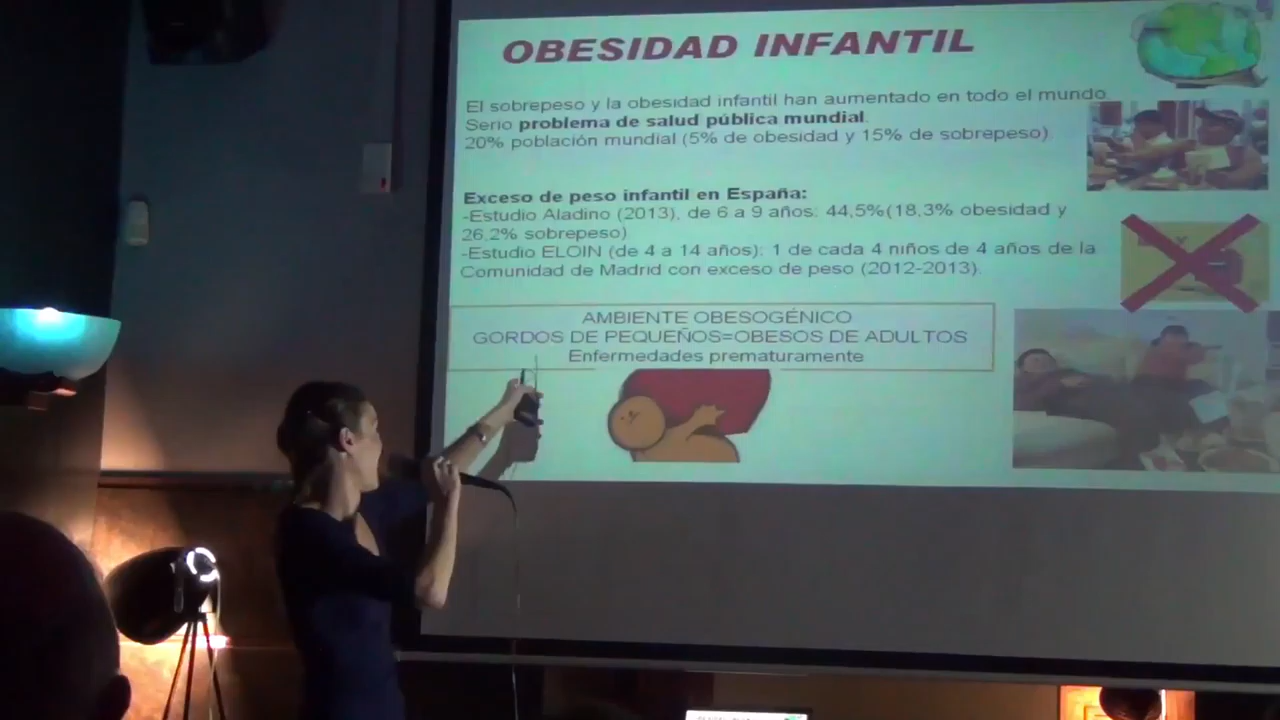 OBESIDAD INFANTIL
El sobrepeso y la obesidad infantil han aumentado en todo el mundo.
Serio problema de salud pública mundial.
20% población mundial (5% de obesidad y 15% de sobrepeso)
Exceso de peso infantil en España:
-Estudio Aladino (2013), de 6 a 9 años: 44,5%(18,3% obesidad y
26,2% sobrepeso)
-Estudio ELOIN (de 4 a 14 años): 1 de cada 4 niños de 4 años de la
Comunidad de Madrid con exceso de peso (2012-2013).
AMBIENTE OBESOGÉNICO
GORDOS DE PEQUEÑOS=OBESOS DE ADULTOS
Enfermedades prematuramente